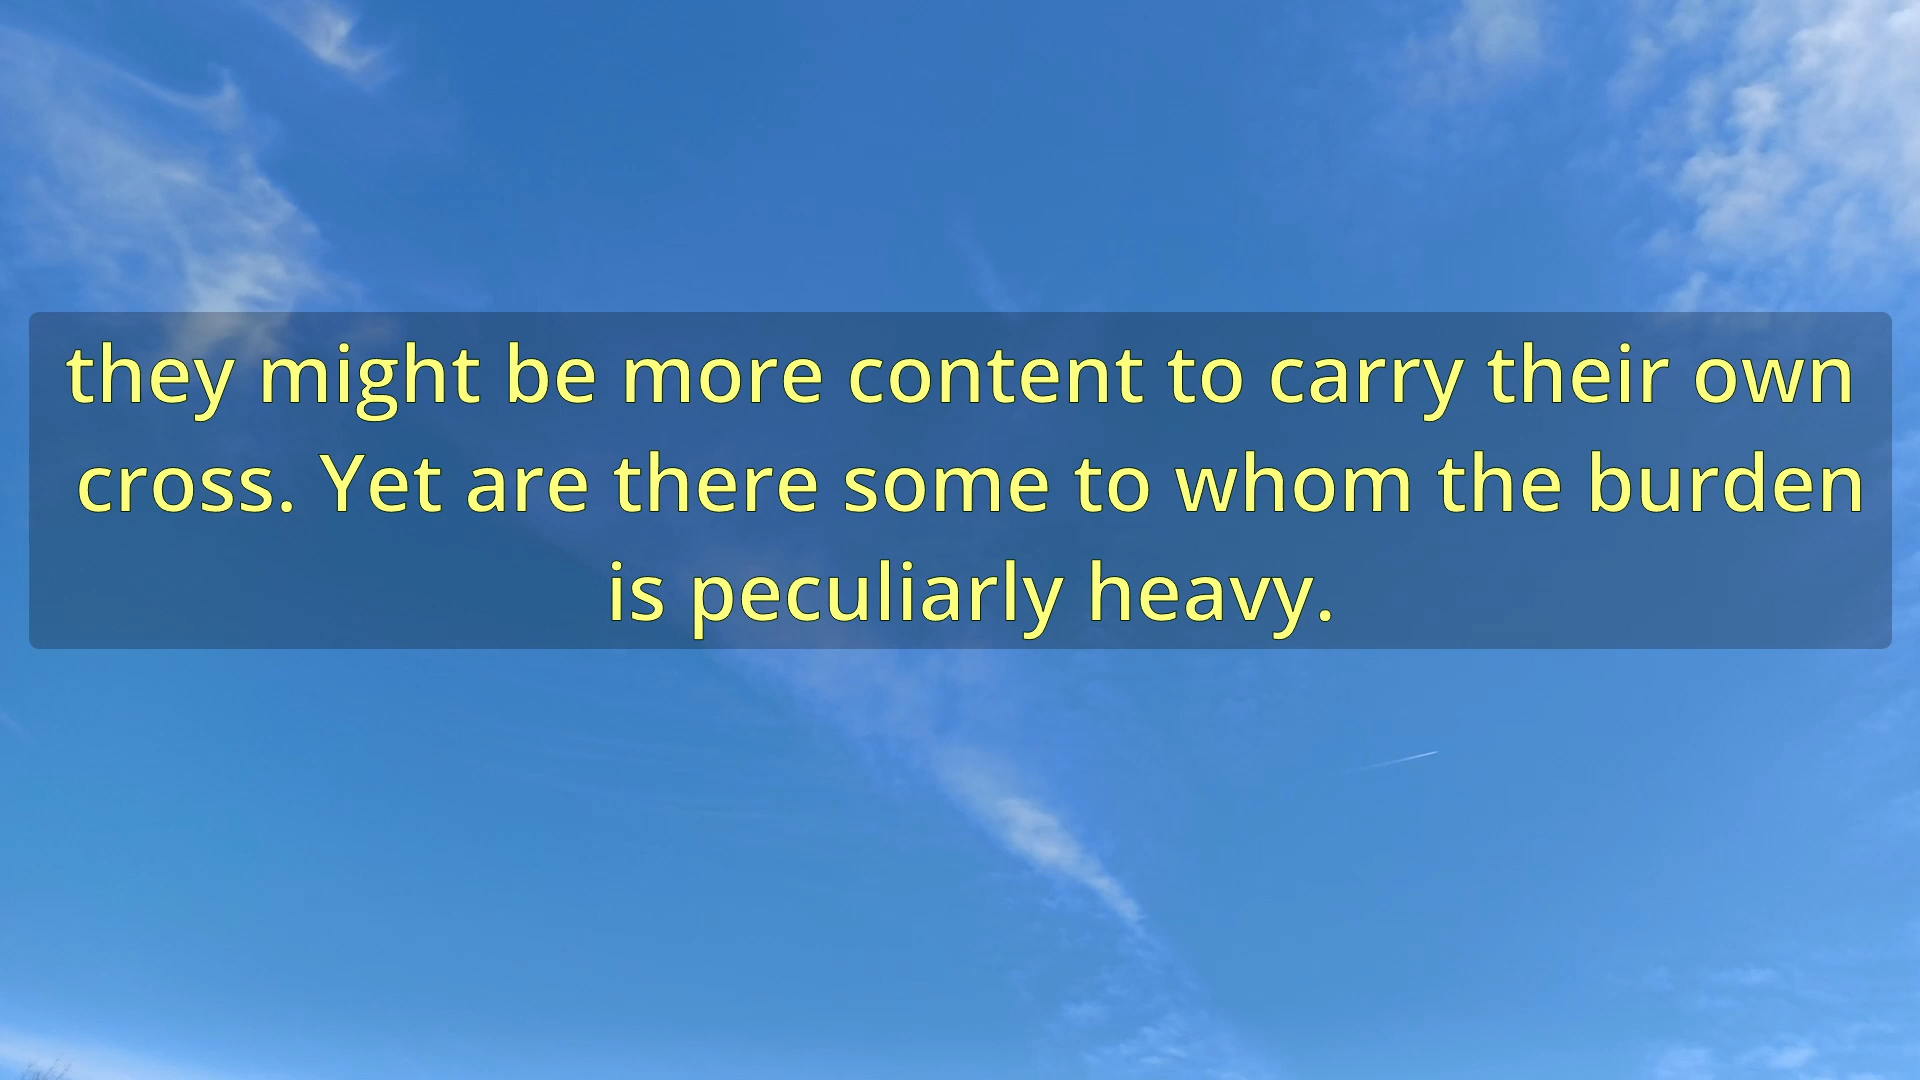 they might be more content to carry their own
cross. Yet are there some to whom the burden
is peculiarly heavy.